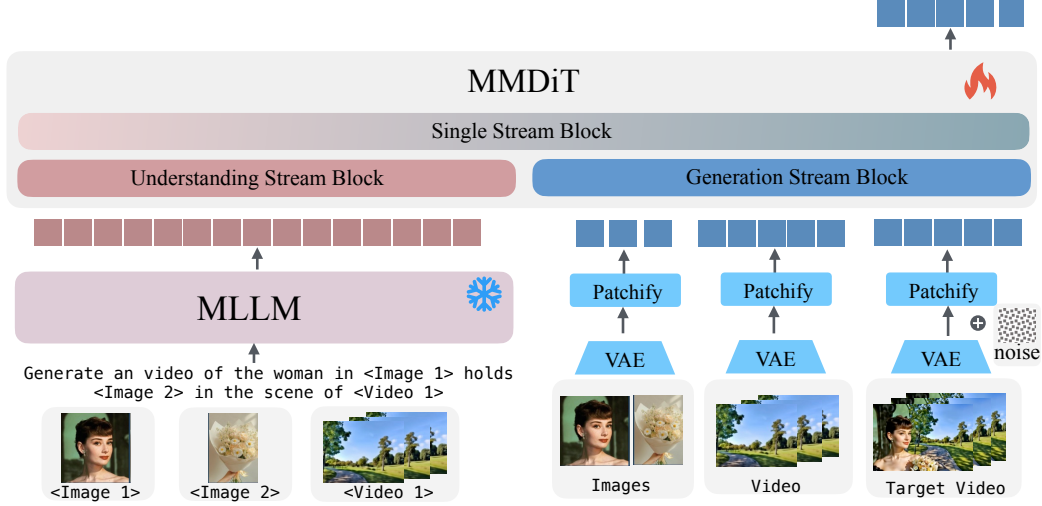 MMDiT
Single Stream Block
Understanding Stream Block
Generation Stream Block
MLLM
Generate an video of the woman in <Image 1> holds
<Image 2> in the scene of <Video 1>
<Image 1>
<Image 2>
<Video 1>
Patchify
Patchify
Patchify
VAE
VAE
VAE
noise
Images
Video
Target Video